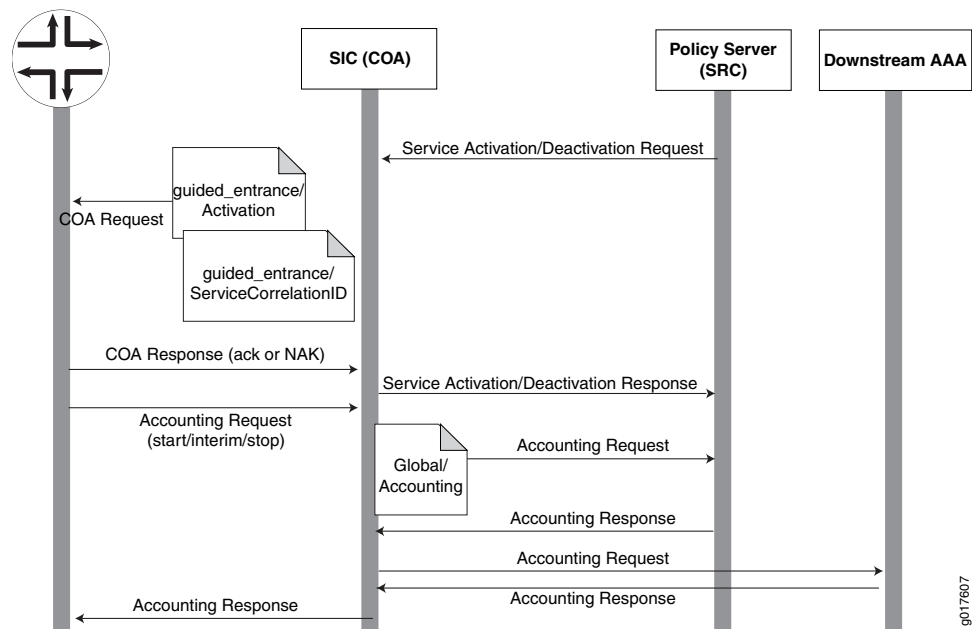 SIC (COA)
Policy Server
(SRC)
Downstream AAA
Service Activation/Deactivation Request
guided_entrance/
Activation
COA Request
guided_entrance/
ServiceCorrelationID
COA Response (ack or NAK)
Service Activation/Deactivation Response
Accounting Request
(start/interim/stop)
Accounting Request
Global/
Accounting
Accounting Response
Accounting Request
Accounting Response
Accounting Response
g017607